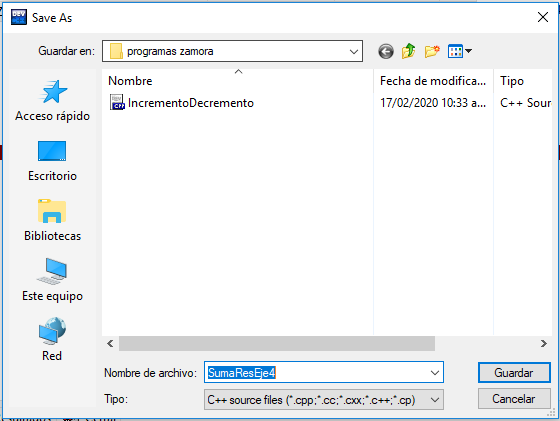 Save As
Guardar en: programas zamora
Nombre Fecha de modifica... Tipo
IncrementoDecremento 17/02/2020 10:33 a... C++ Sour
Acceso rápido
Escritorio
Bibliotecas
Este equipo
Red
Nombre de archivo: SumaResEje4 Guardar
Tipo: C++ source files (*.cpp;*.cc;*.cxx;*.c++;*.cp) Cancelar